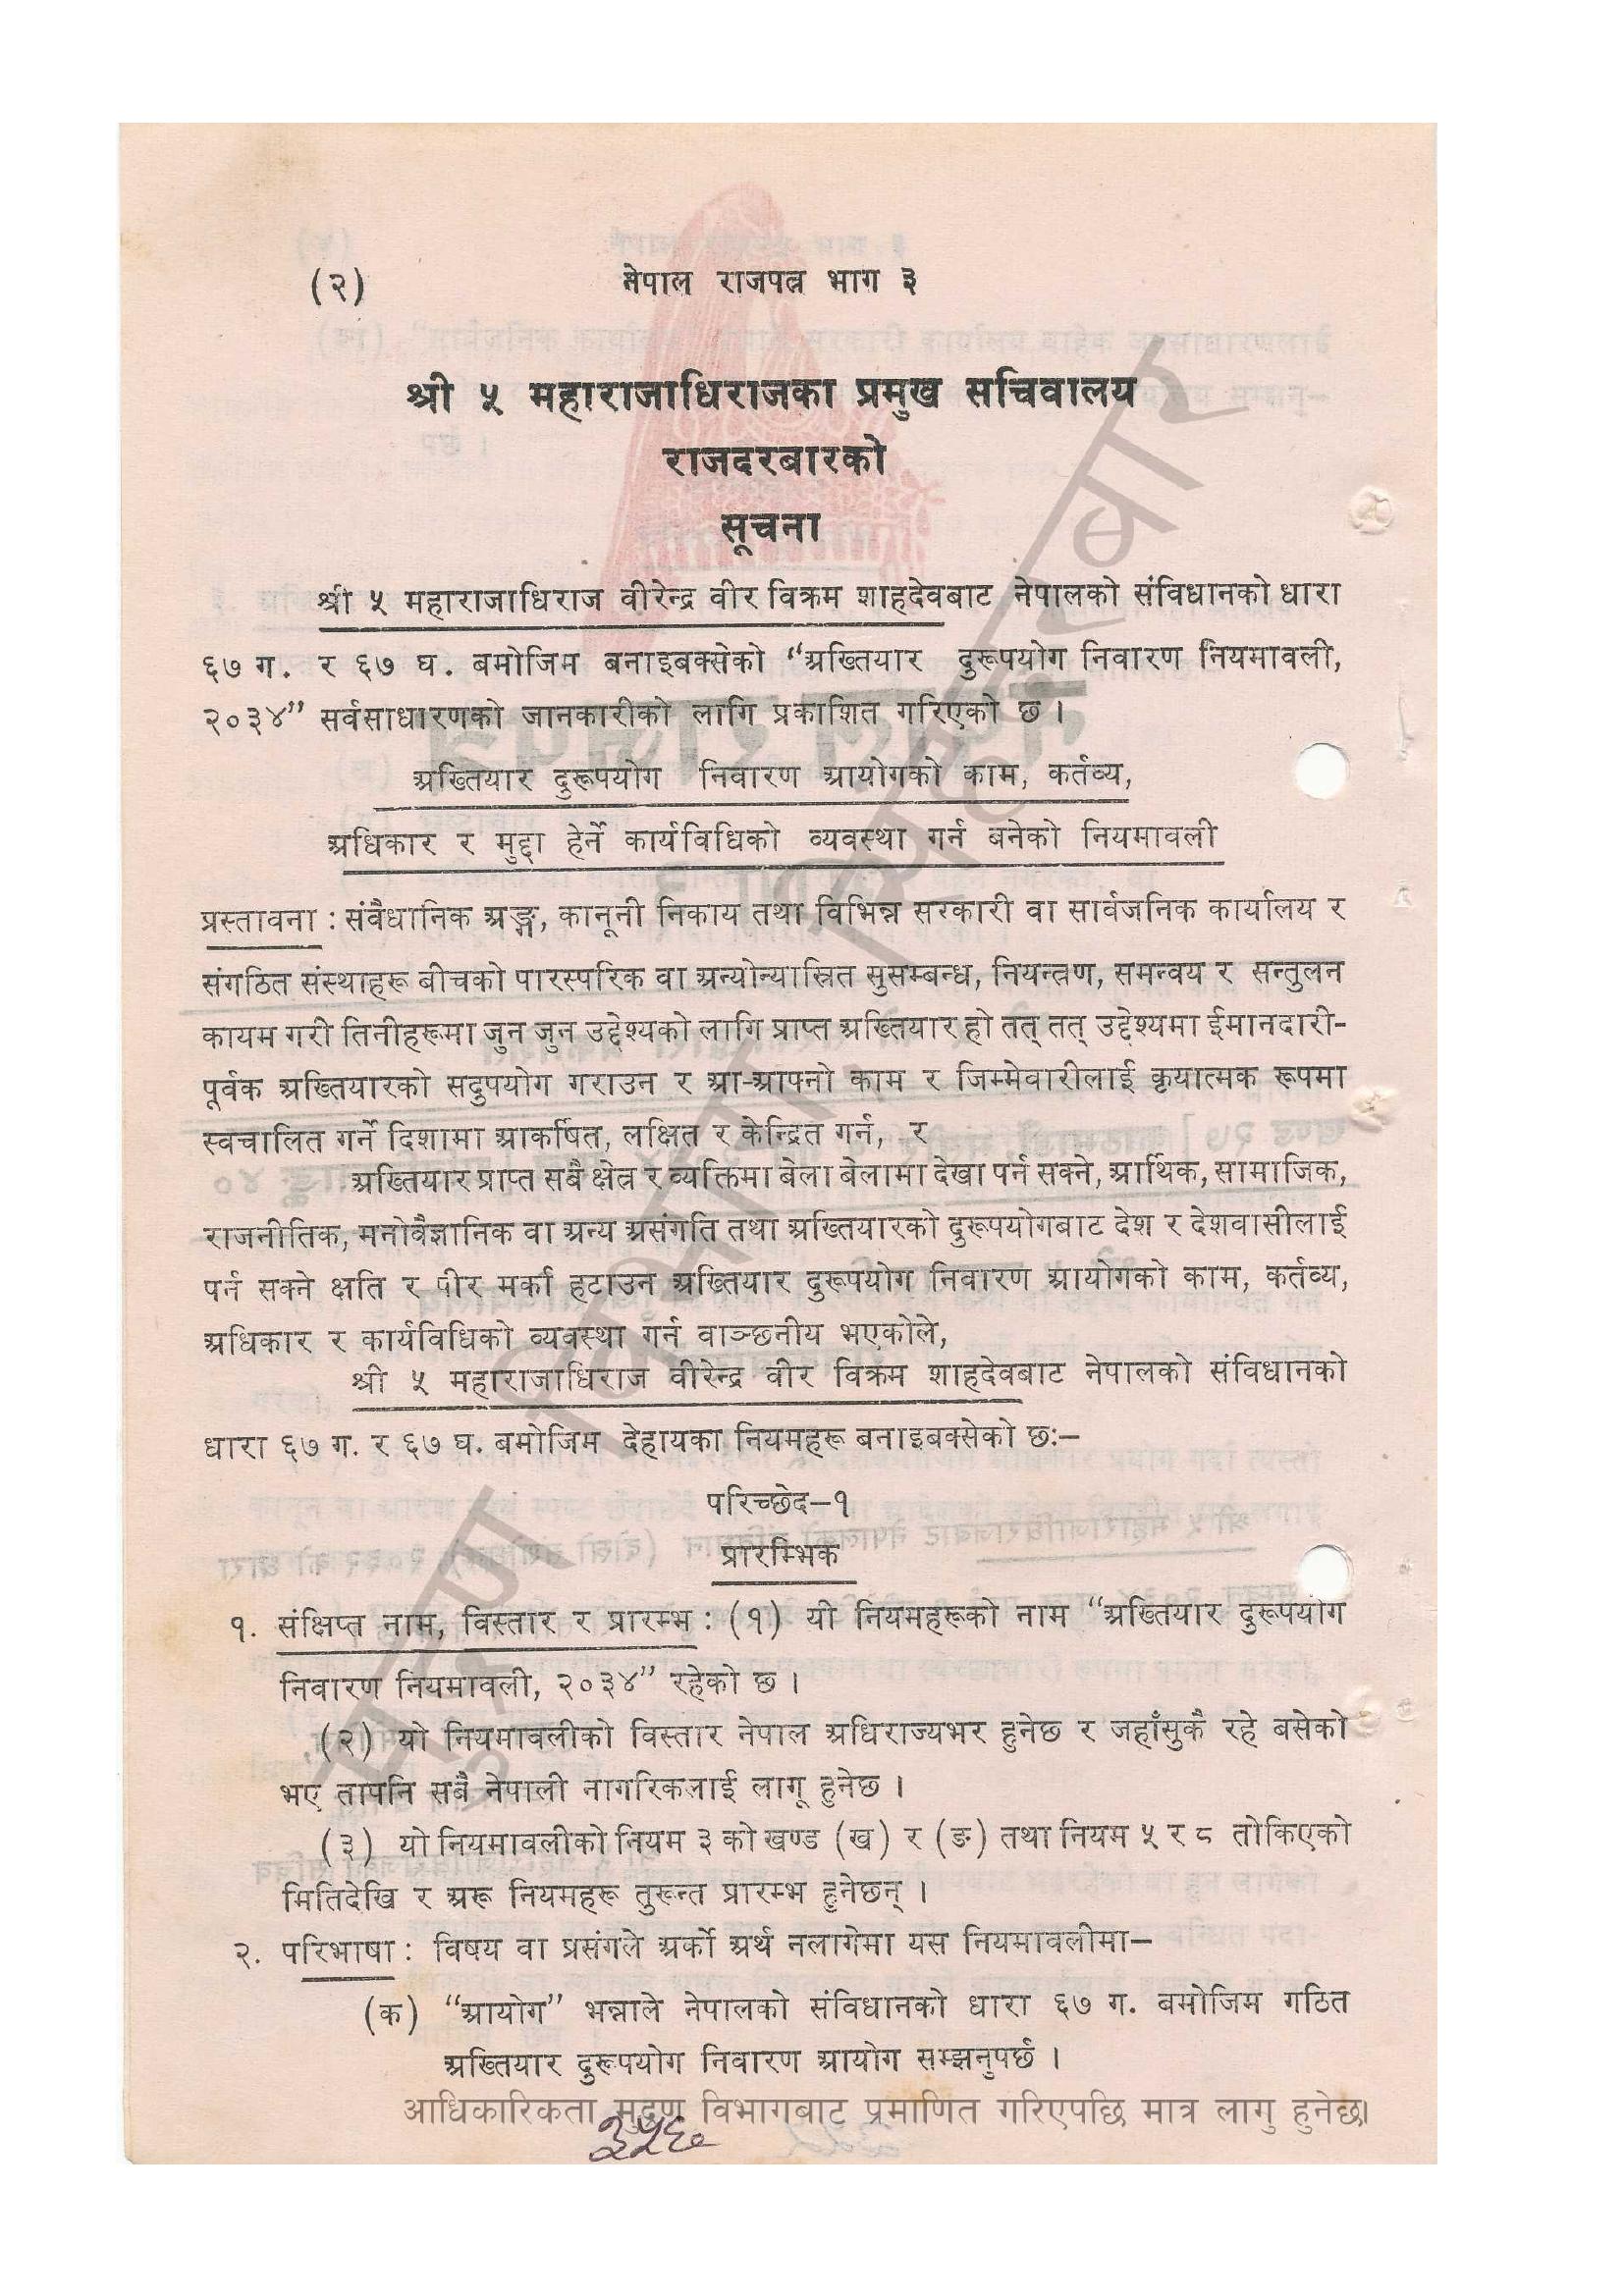 (२) नेपाल राजपत्र भाग ३
श्री ५ महाराजाधिराजका प्रमुख सचिवालय
राजदरबारको
सूचना
श्री ५ महाराजाधिराज वीरेन्द्र वीर विक्रम शाहदेवबाट नेपालको संविधानको धारा
६७ ग. र ६७ घ. बमोजिम बनाइबक्सेको “अख्तियार दुरूपयोग निवारण नियमावली,
२०३४” सर्वसाधारणको जानकारीको लागि प्रकाशित गरिएको छ ।
अख्तियार दुरूपयोग निवारण आयोगको काम, कर्तव्य,
अधिकार र मुद्दा हेर्ने कार्यविधिको व्यवस्था गर्न बनेको नियमावली
प्रस्तावना : संवैधानिक अङ्ग, कानूनी निकाय तथा विभिन्न सरकारी वा सार्वजनिक कार्यालय र
संगठित संस्थाहरू बीचको पारस्परिक वा अन्योन्यास्रित सुसम्बन्ध, नियन्त्रण, समन्वय र सन्तुलन
कायम गरी तिनीहरूमा जुन जुन उद्देश्यको लागि प्राप्त अख्तियार हो तत् तत् उद्देश्यमा ईमानदारी-
पूर्वक अख्तियारको सदुपयोग गराउन र आ-आपनो काम र जिम्मेवारीलाई कृयात्मक रूपमा
स्वचालित गर्ने दिशामा आकर्षित, लक्षित र केन्द्रित गर्न, र
अख्तियार प्राप्त सबै क्षेत्र र व्यक्तिमा बेला बेलामा देखा पर्न सक्ने, आर्थिक, सामाजिक,
राजनीतिक, मनोवैज्ञानिक वा अन्य असंगति तथा अख्तियारको दुरूपयोगबाट देश र देशवासीलाई
पर्न सक्ने क्षति र पीर मर्का हटाउन अख्तियार दुरूपयोग निवारण आयोगको काम, कर्तव्य,
अधिकार र कार्यविधिको व्यवस्था गर्न वाञ्छनीय भएकोले,
श्री ५ महाराजाधिराज वीरेन्द्र वीर विक्रम शाहदेवबाट नेपालको संविधानको
धारा ६७ ग. र ६७ घ. बमोजिम देहायका नियमहरू बनाइबक्सेको छ:–
परिच्छेद–१
प्रारम्भिक
१. संक्षिप्त नाम, विस्तार र प्रारम्भ : (१) यी नियमहरूको नाम “अख्तियार दुरूपयोग
निवारण नियमावली, २०३४” रहेको छ ।
(२) यो नियमावलीको विस्तार नेपाल अधिराज्यभर हुनेछ र जहाँसुकै रहे बसेको
भए तापनि सबै नेपाली नागरिकलाई लागू हुनेछ ।
(३) यो नियमावलीको नियम ३ को खण्ड (ख) र (ङ) तथा नियम ५ र ८ तोकिएको
मितिदेखि र अरू नियमहरू तुरून्त प्रारम्भ हुनेछन् ।
२. परिभाषा : विषय वा प्रसंगले अर्को अर्थ नलागेमा यस नियमावलीमा–
(क) “आयोग” भन्नाले नेपालको संविधानको धारा ६७ ग. बमोजिम गठित
अख्तियार दुरूपयोग निवारण आयोग सम्झनुपर्छ ।
आधिकारिकता मुद्रण विभागबाट प्रमाणित गरिएपछि मात्र लागु हुनेछ।
३५६